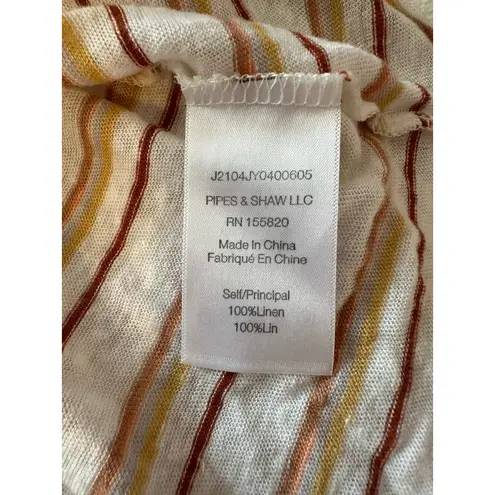 J2104JY0400605
PIPES & SHAW LLC
RN 155820
Made In China
Fabriqué En Chine
Self/Principal
100%Linen
100%Lin